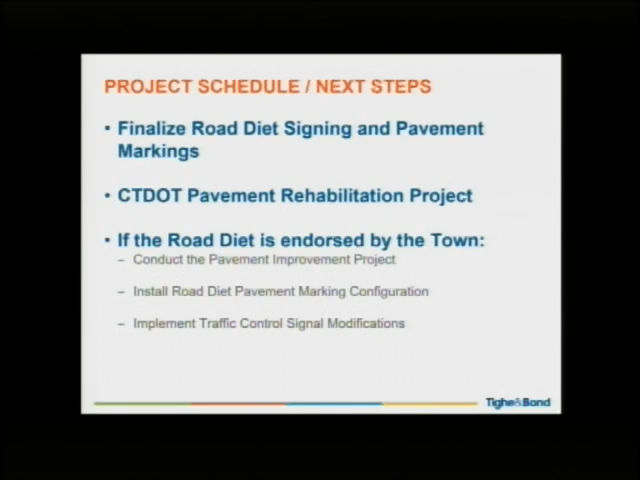 PROJECT SCHEDULE / NEXT STEPS
• Finalize Road Diet Signing and Pavement
Markings
• CTDOT Pavement Rehabilitation Project
• If the Road Diet is endorsed by the Town:
– Conduct the Pavement Improvement Project
– Install Road Diet Pavement Marking Configuration
– Implement Traffic Control Signal Modifications
Tighe&Bond